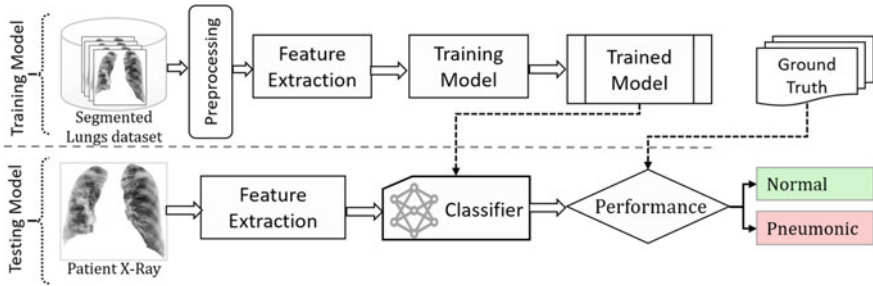 Training Model
Segmented
Lungs dataset
Preprocessing
Feature
Extraction
Training
Model
Trained
Model
Ground
Truth
Testing Model
Patient X-Ray
Feature
Extraction
Classifier
Performance
Normal
Pneumonic